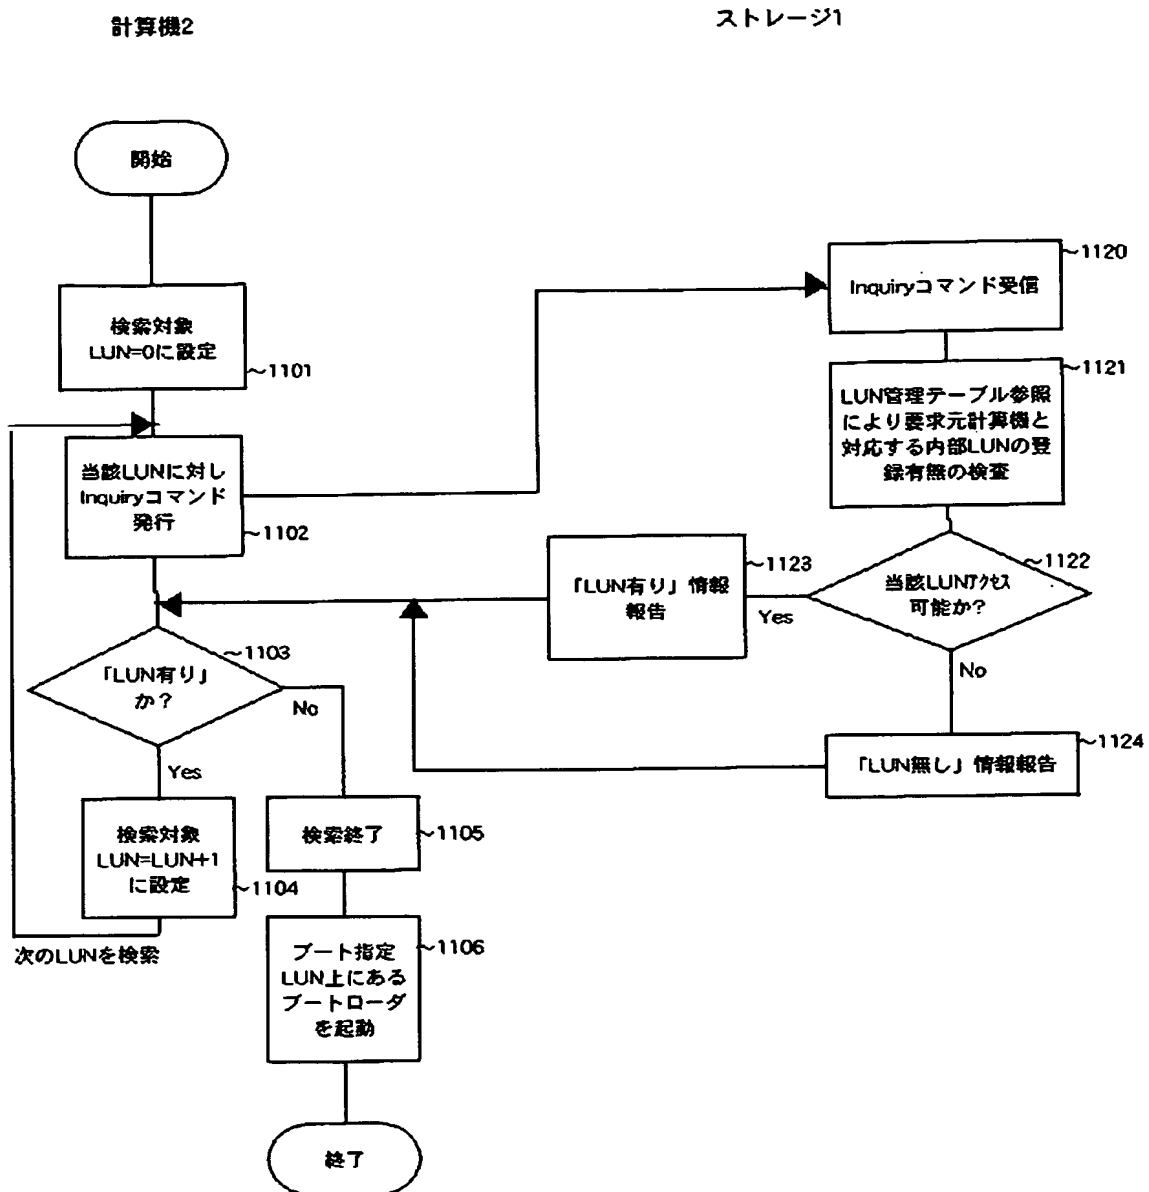 計算機2
ストレージ1
開始
検索対象
LUN=0に設定
~1101
当該LUNに対し
Inquiryコマンド
発行
~1102
「LUN有り」
か?
~1103
No
Yes
検索対象
LUN=LUN+1
に設定
~1104
次のLUNを検索
検索終了
~1105
ブート指定
LUN上にある
ブートローダ
を起動
~1106
終了
Inquiryコマンド受信
~1120
LUN管理テーブル参照
により要求元計算機と
対応する内部LUNの登
録有無の検査
~1121
当該LUNアクセス
可能か?
~1122
Yes
No
「LUN有り」情報
報告
~1123
「LUN無し」情報報告
~1124